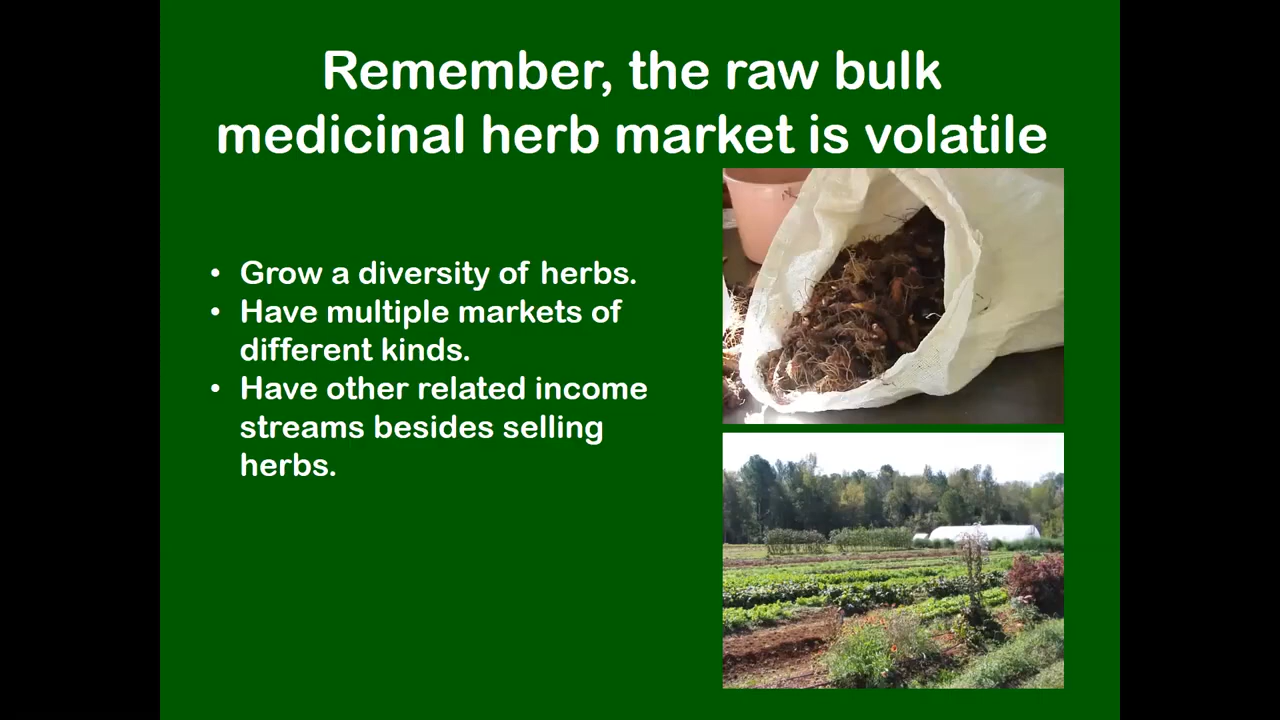 Remember, the raw bulk
medicinal herb market is volatile
• Grow a diversity of herbs.
• Have multiple markets of
different kinds.
• Have other related income
streams besides selling
herbs.